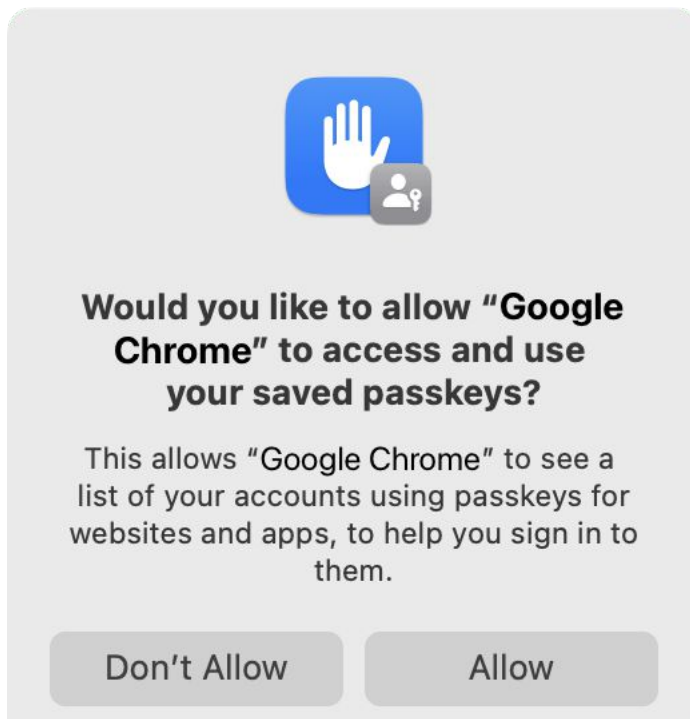 Would you like to allow “Google
Chrome” to access and use
your saved passkeys?
This allows “Google Chrome” to see a
list of your accounts using passkeys for
websites and apps, to help you sign in to
them.
Don’t Allow
Allow